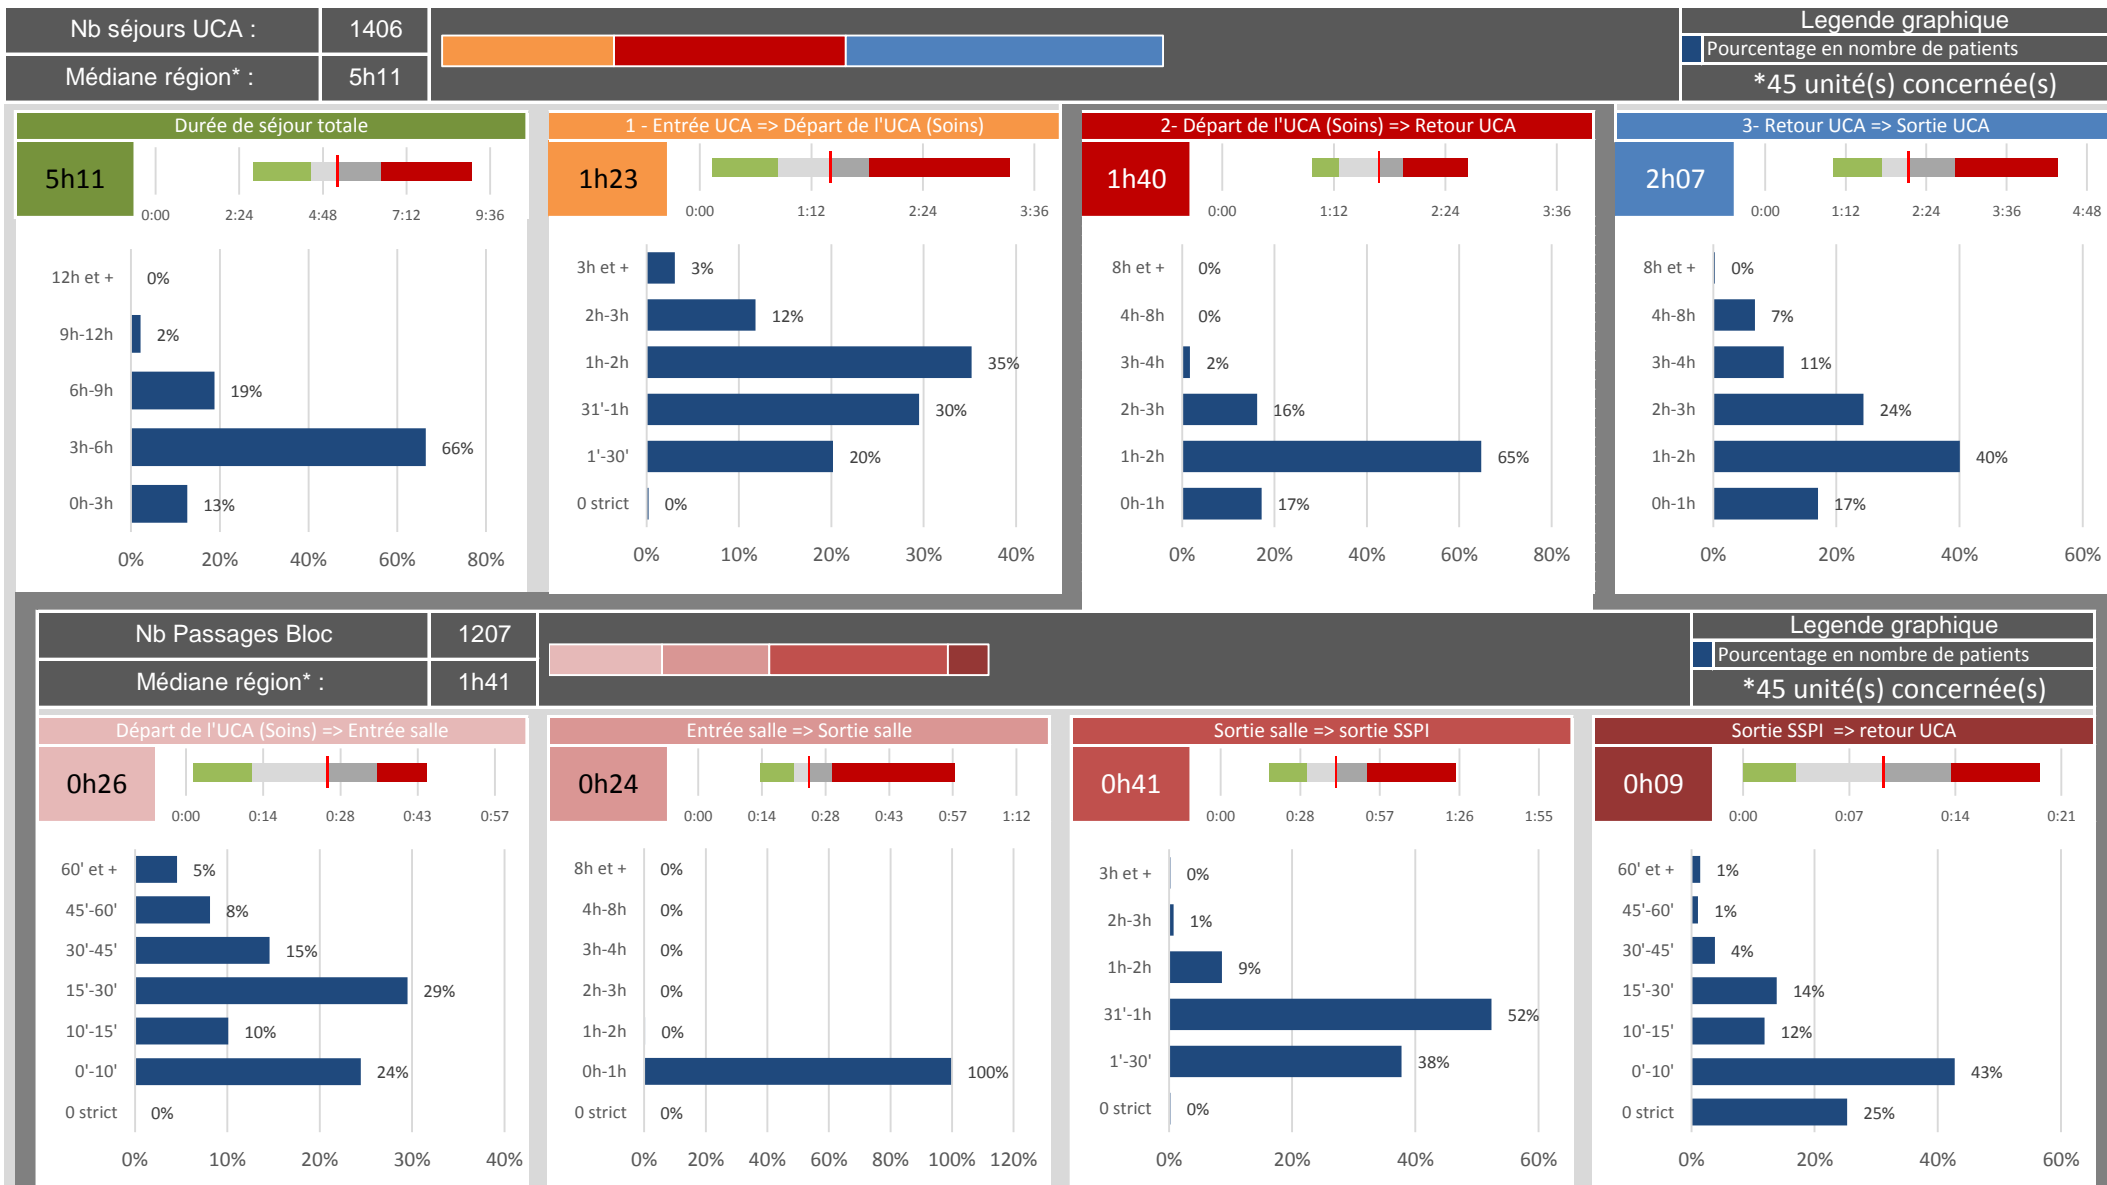 Nb séjours UCA : 1406
Médiane région* : 5h11
Legende graphique
Pourcentage en nombre de patients
*45 unité(s) concernée(s)
Durée de séjour totale
5h11
0:00 2:24 4:48 7:12 9:36
12h et + 0%
9h-12h 2%
6h-9h 19%
3h-6h 66%
0h-3h 13%
0% 20% 40% 60% 80%
1 - Entrée UCA => Départ de l'UCA (Soins)
1h23
0:00 1:12 2:24 3:36
3h et + 3%
2h-3h 12%
1h-2h 35%
31'-1h 30%
1'-30' 20%
0 strict 0%
0% 10% 20% 30% 40%
2- Départ de l'UCA (Soins) => Retour UCA
1h40
0:00 1:12 2:24 3:36
8h et + 0%
4h-8h 0%
3h-4h 2%
2h-3h 16%
1h-2h 65%
0h-1h 17%
0% 20% 40% 60% 80%
3- Retour UCA => Sortie UCA
2h07
0:00 1:12 2:24 3:36 4:48
8h et + 0%
4h-8h 7%
3h-4h 11%
2h-3h 24%
1h-2h 40%
0h-1h 17%
0% 20% 40% 60%
Nb Passages Bloc 1207
Médiane région* : 1h41
Legende graphique
Pourcentage en nombre de patients
*45 unité(s) concernée(s)
Départ de l'UCA (Soins) => Entrée salle
0h26
0:00 0:14 0:28 0:43 0:57
60' et + 5%
45'-60' 8%
30'-45' 15%
15'-30' 29%
10'-15' 10%
0'-10' 24%
0 strict 0%
0% 10% 20% 30% 40%
Entrée salle => Sortie salle
0h24
0:00 0:14 0:28 0:43 0:57 1:12
8h et + 0%
4h-8h 0%
3h-4h 0%
2h-3h 0%
1h-2h 0%
0h-1h 100%
0 strict 0%
0% 20% 40% 60% 80% 100% 120%
Sortie salle => sortie SSPI
0h41
0:00 0:28 0:57 1:26 1:55
3h et + 0%
2h-3h 1%
1h-2h 9%
31'-1h 52%
1'-30' 38%
0 strict 0%
0% 20% 40% 60%
Sortie SSPI => retour UCA
0h09
0:00 0:07 0:14 0:21
60' et + 1%
45'-60' 1%
30'-45' 4%
15'-30' 14%
10'-15' 12%
0'-10' 43%
0 strict 25%
0% 20% 40% 60%